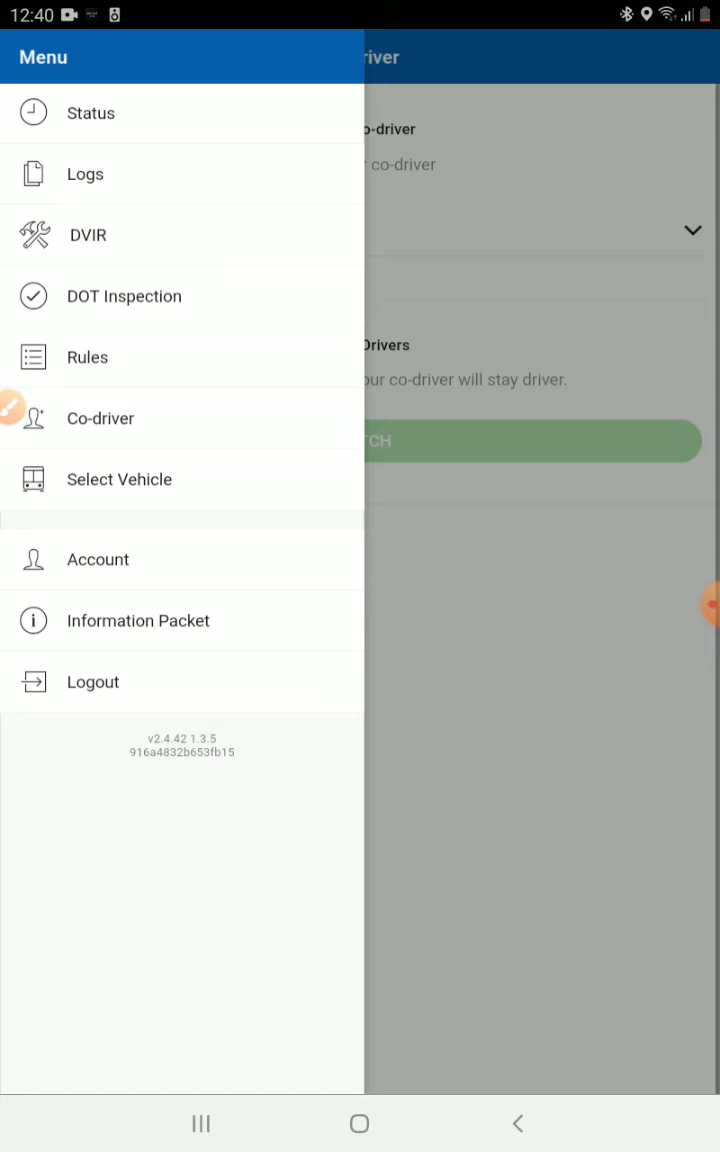 12:40
Menu
river
Status
o-driver
co-driver
Logs
DVIR
DOT Inspection
Rules
Drivers
our co-driver will stay driver.
Co-driver
TCH
Select Vehicle
Account
Information Packet
Logout
v2.4.42 1.3.5
916a4832b653fb15